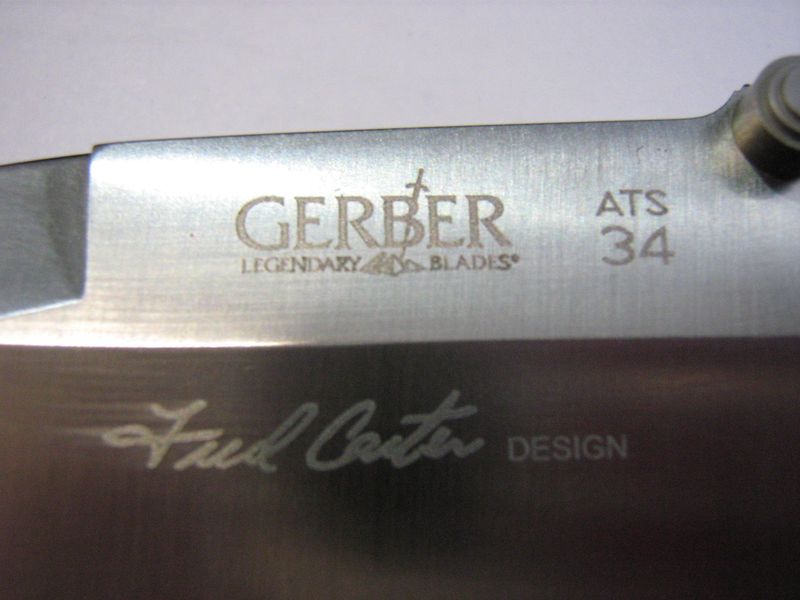 GERBER
LEGENDARY BLADES®
ATS
34
Fred Carter DESIGN